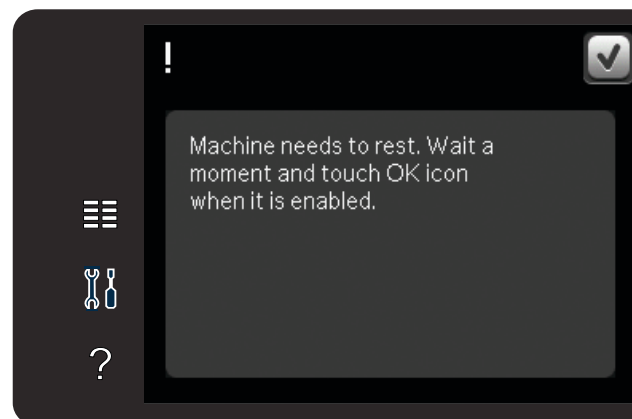 !
Machine needs to rest. Wait a
moment and touch OK icon
when it is enabled.
?